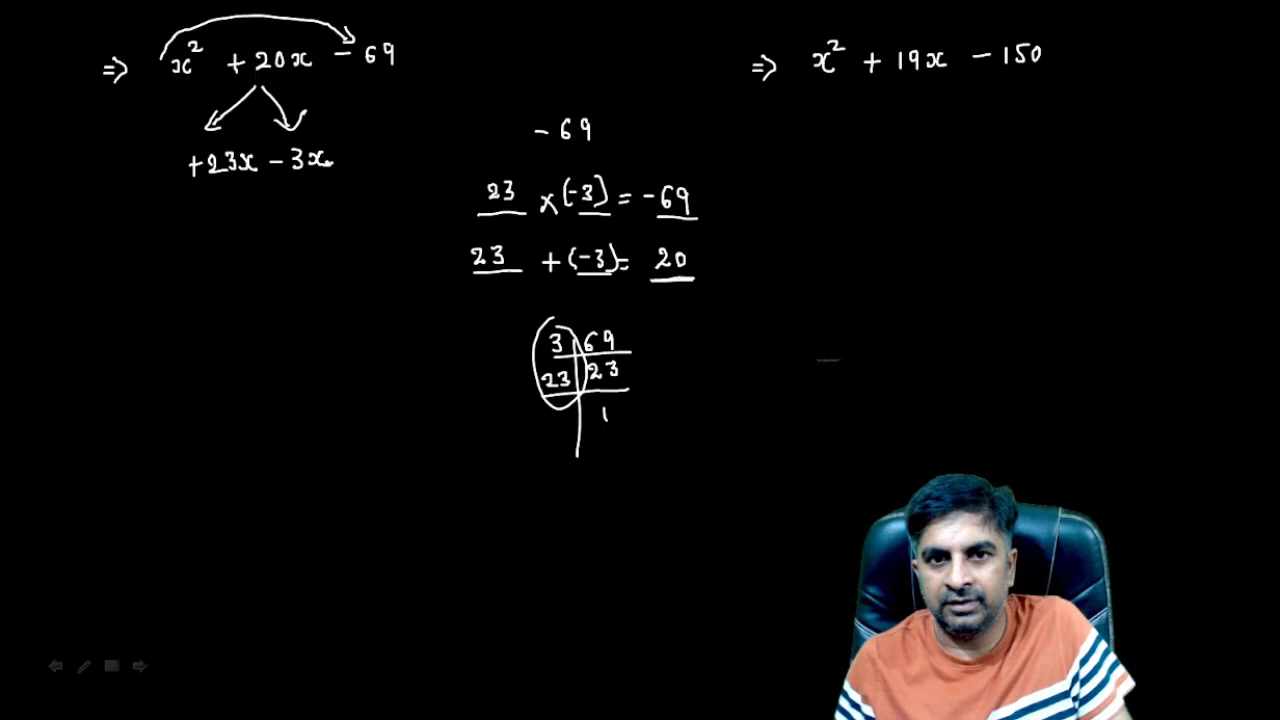 ⇒ x² + 20x − 69
+23x − 3x
− 69
23 × (−3) = −69
23 + (−3) = 20
3 | 69
23 | 23
1
⇒ x² + 19x − 150